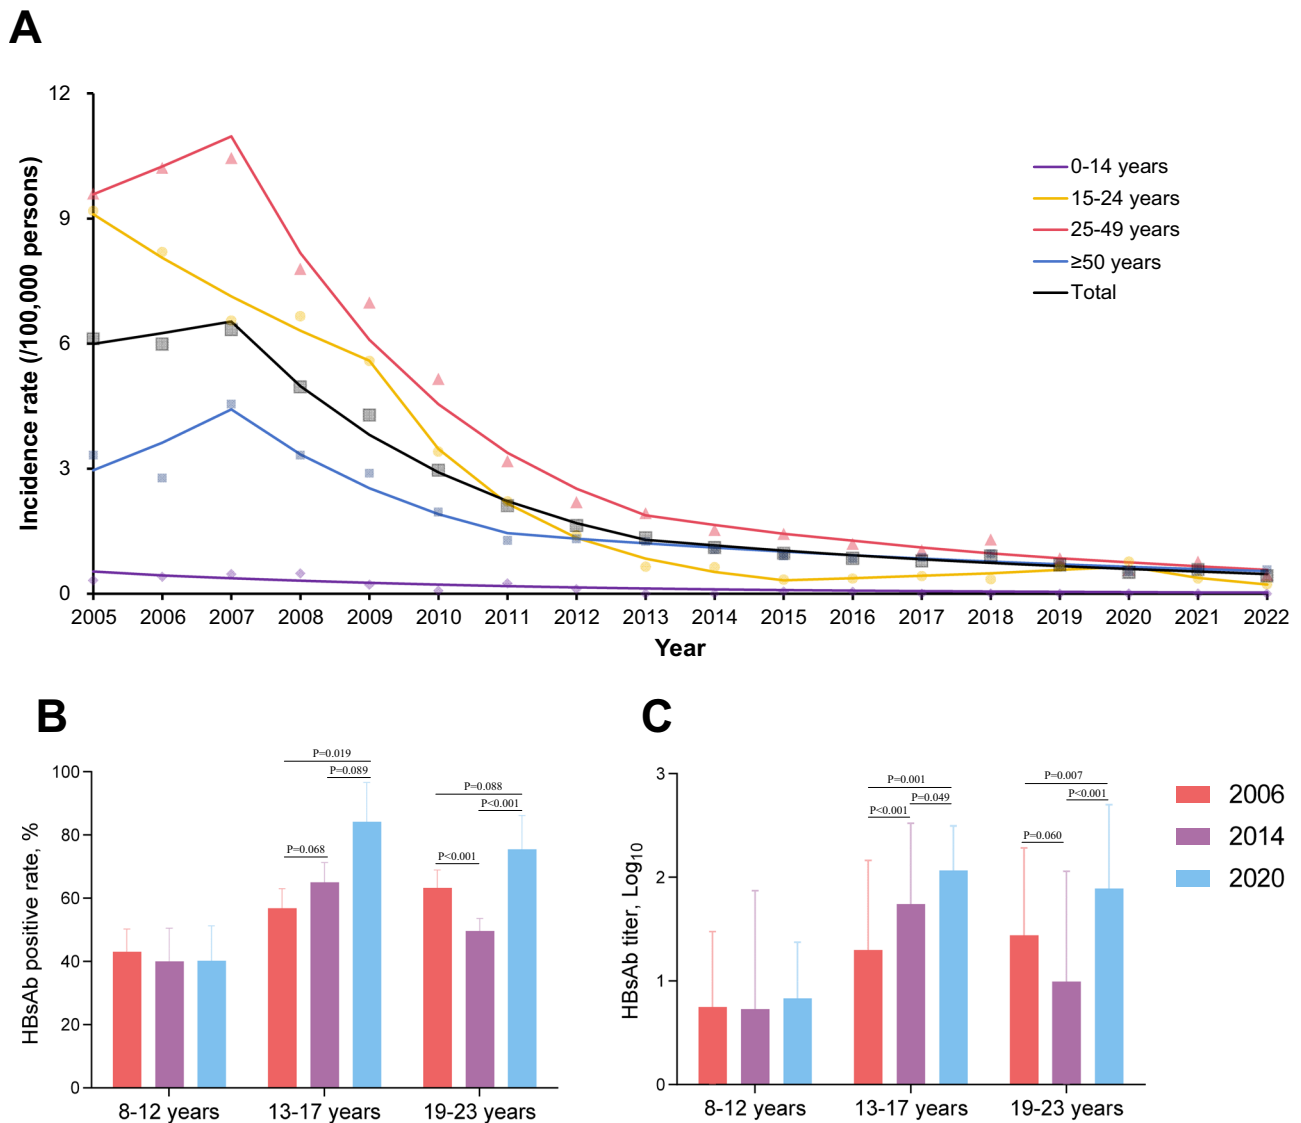 A
12
9
6
3
0
Incidence rate (/100,000 persons)
0-14 years
15-24 years
25-49 years
≥50 years
Total
2005 2006 2007 2008 2009 2010 2011 2012 2013 2014 2015 2016 2017 2018 2019 2020 2021 2022
Year
B
HBsAb positive rate, %
100
80
60
40
20
0
P=0.019
P=0.089
P=0.068
P=0.088
P<0.001
P<0.001
8-12 years 13-17 years 19-23 years
C
HBsAb titer, Log10
3
2
1
0
P=0.001
P=0.049
P<0.001
P=0.007
P<0.001
P=0.060
8-12 years 13-17 years 19-23 years
2006
2014
2020